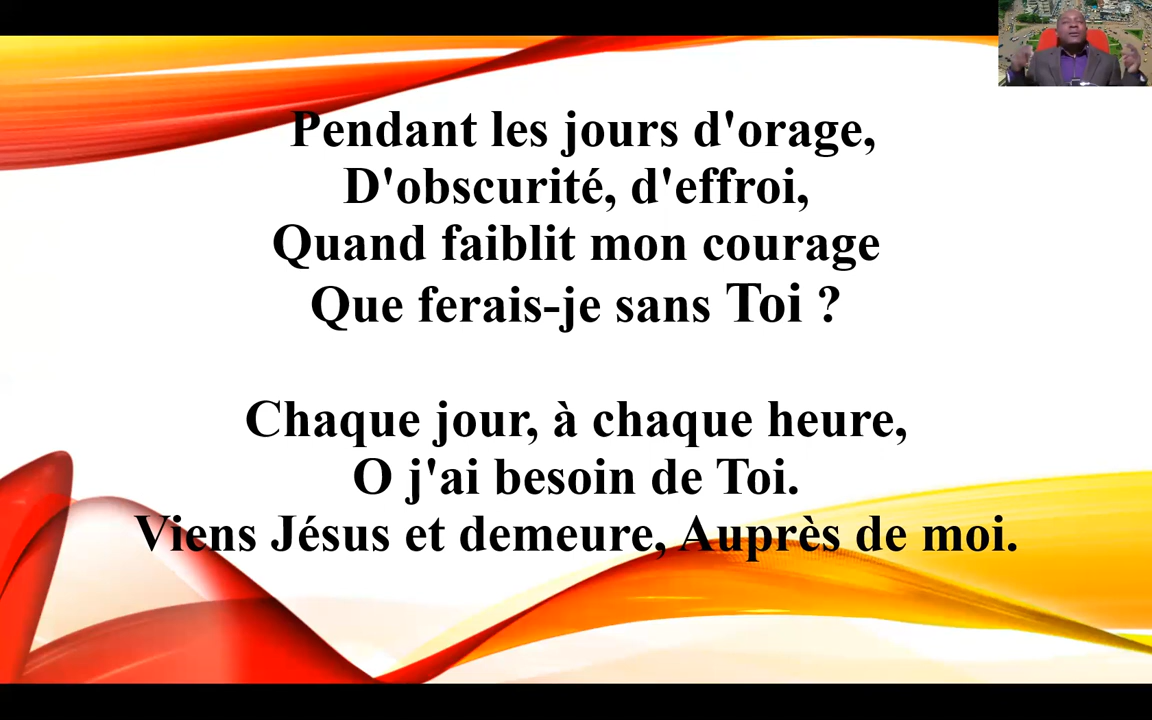 Pendant les jours d'orage,
D'obscurité, d'effroi,
Quand faiblit mon courage
Que ferais-je sans Toi ?
Chaque jour, à chaque heure,
O j'ai besoin de Toi.
Viens Jésus et demeure, Auprès de moi.